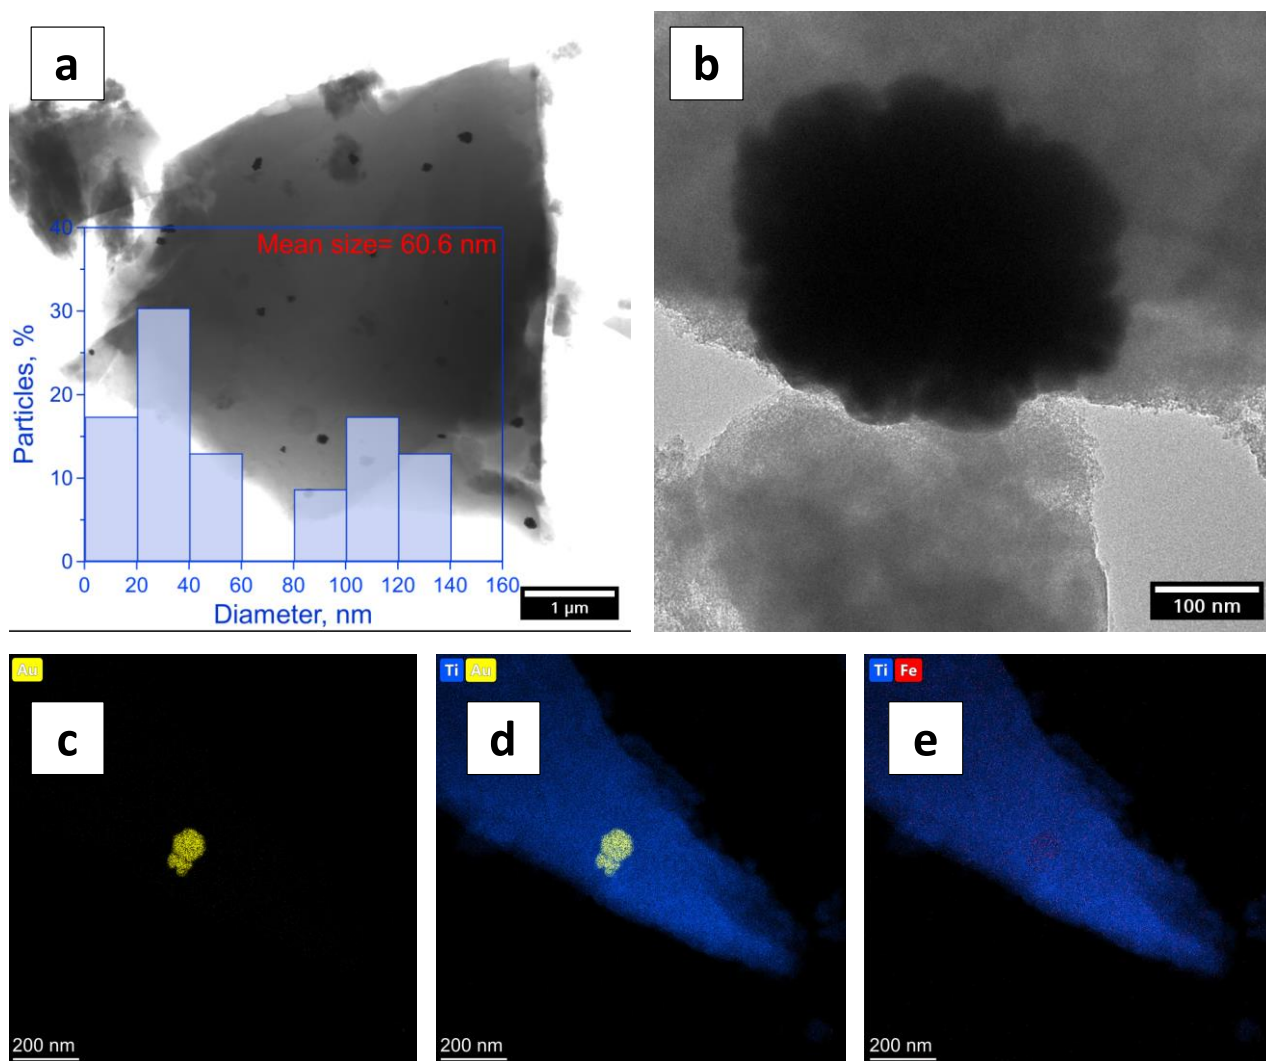 a
Mean size= 60.6 nm
Particles, %
40
30
20
10
0
0 20 40 60 80 100 120 140 160
Diameter, nm
1 µm
b
100 nm
Au
c
200 nm
Ti Au
d
200 nm
Ti Fe
e
200 nm